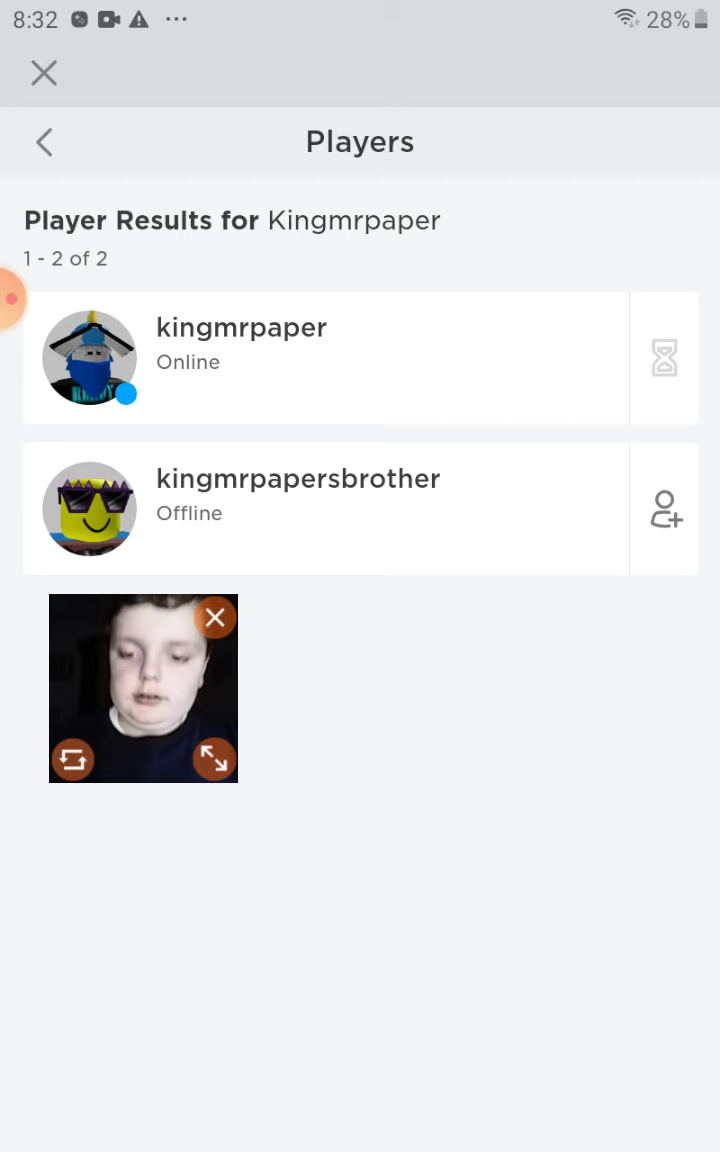 8:32
28%
Players
Player Results for Kingmrpaper
1 - 2 of 2
kingmrpaper
Online
kingmrpapersbrother
Offline